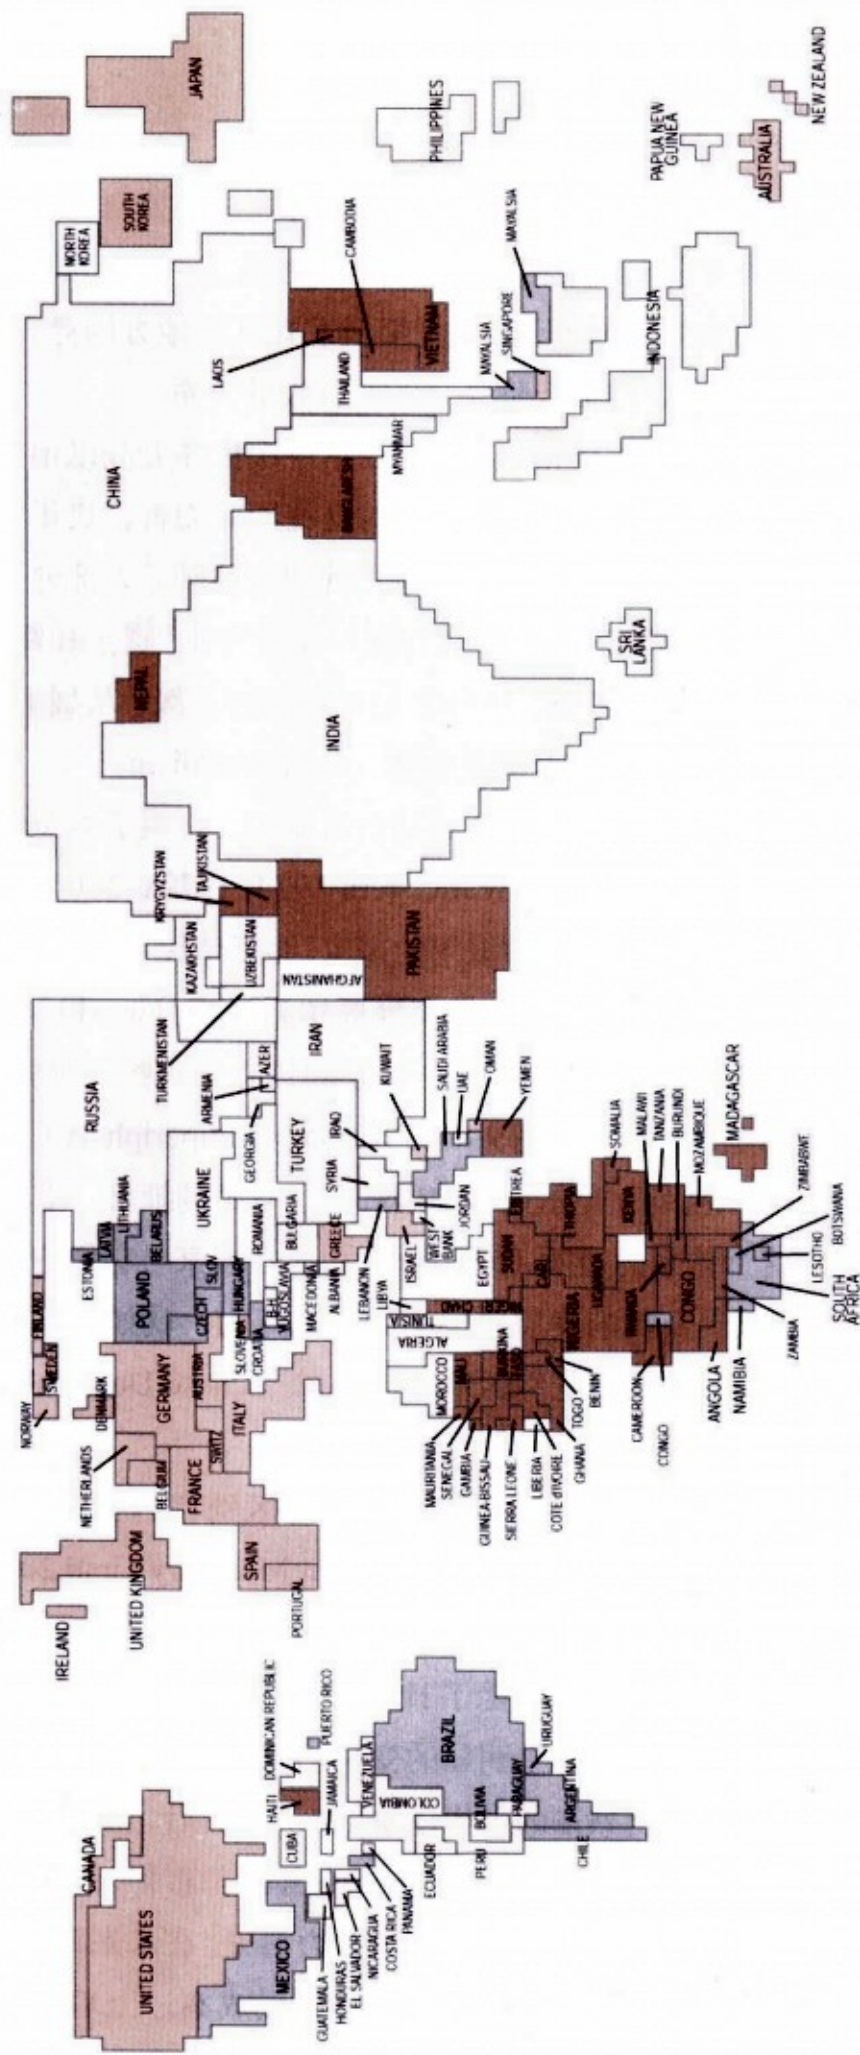 CANADA
UNITED STATES
MEXICO
CUBA
HAITI
DOMINICAN REPUBLIC
PUERTO RICO
JAMAICA
GUATEMALA
HONDURAS
EL SALVADOR
NICARAGUA
COSTA RICA
PANAMA
VENEZUELA
COLOMBIA
ECUADOR
PERU
BRAZIL
BOLIVIA
PARAGUAY
URUGUAY
ARGENTINA
CHILE
IRELAND
UNITED KINGDOM
NORWAY
SWEDEN
FINLAND
DENMARK
NETHERLANDS
BELGIUM
GERMANY
FRANCE
SWITZ
AUSTRIA
ITALY
SPAIN
PORTUGAL
ESTONIA
LATVIA
LITHUANIA
BELARUS
POLAND
CZECH
SLOV
HUNGARY
SLOVENIA
CROATIA
B-H
YUGOSLAVIA
MACEDONIA
ALBANIA
GREECE
BULGARIA
ROMANIA
UKRAINE
RUSSIA
GEORGIA
ARMENIA
AZER
TURKEY
TURKMENISTAN
KAZAKHSTAN
UZBEKISTAN
KRYGYZSTAN
TAJIKISTAN
AFGHANISTAN
PAKISTAN
IRAN
IRAQ
SYRIA
KUWAIT
LEBANON
ISRAEL
WEST
BANK
JORDAN
SAUDI ARABIA
UAE
OMAN
YEMEN
MOROCCO
ALGERIA
TUNISIA
LIBYA
EGYPT
MAURITANIA
SENEGAL
GAMBIA
GUINEA-BISSAU
SIERRA LEONE
LIBERIA
COTE d'IVOIRE
GHANA
TOGO
BENIN
MALI
BURKINA
FASO
NIGER
CHAD
NIGERIA
SUDAN
ERITREA
CAR
ETHIOPIA
UGANDA
KENYA
SOMALIA
RWANDA
MALAWI
TANZANIA
BURUNDI
MOZAMBIQUE
MADAGASCAR
CAMEROON
CONGO
CONGO
ANGOLA
NAMIBIA
ZAMBIA
ZIMBABWE
BOTSWANA
LESOTHO
SOUTH
AFRICA
CHINA
NEPAL
INDIA
SRI
LANKA
BANGLADESH
MYANMAR
THAILAND
LAOS
CAMBODIA
VIETNAM
MAYALSIA
SINGAPORE
MAYALSIA
INDONESIA
NORTH
KOREA
SOUTH
KOREA
JAPAN
PHILIPPINES
PAPUA NEW
GUINEA
AUSTRALIA
NEW ZEALAND